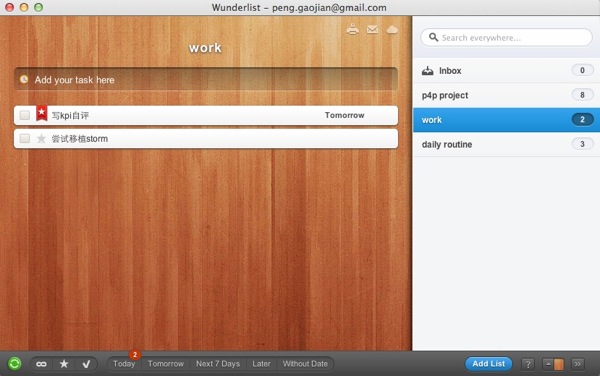 Wunderlist - peng.gaojian@gmail.com
work
Add your task here
写kpi自评 Tomorrow
尝试移植storm
Search everywhere...
Inbox 0
p4p project 8
work 2
daily routine 3
2
Today Tomorrow Next 7 Days Later Without Date
Add List ? - >>